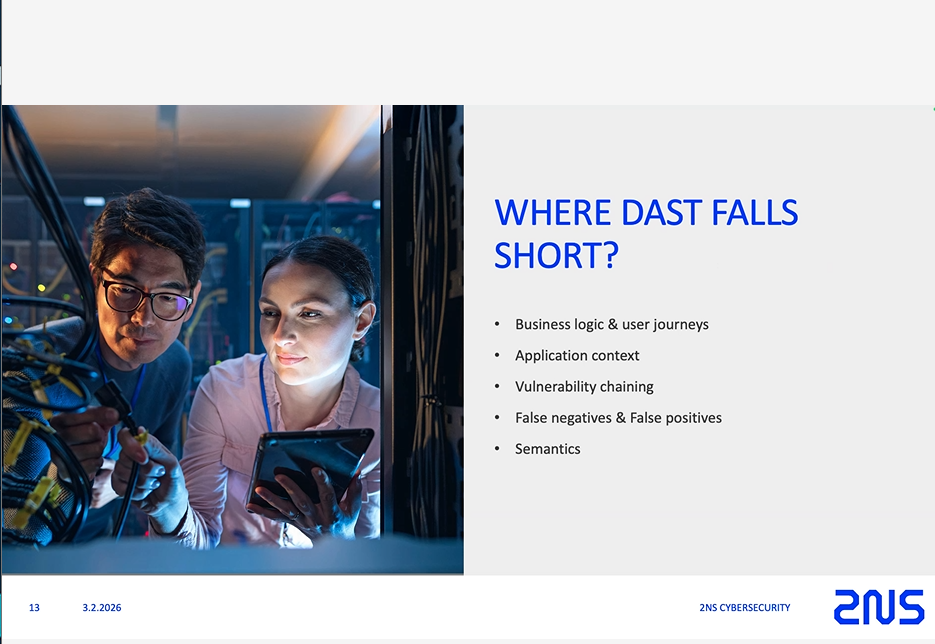 WHERE DAST FALLS
SHORT?
• Business logic & user journeys
• Application context
• Vulnerability chaining
• False negatives & False positives
• Semantics
13 3.2.2026 2NS CYBERSECURITY 2NS